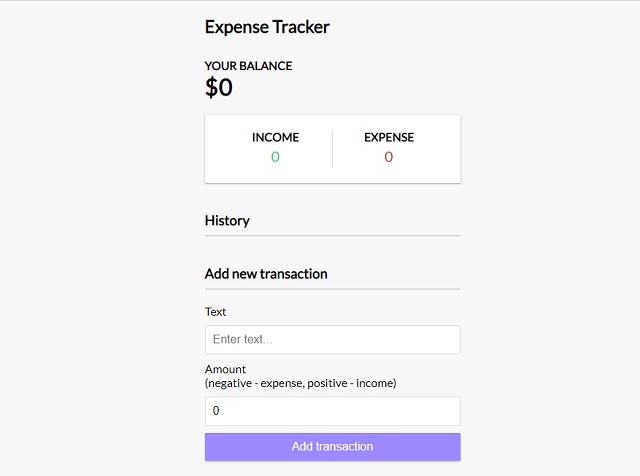 Expense Tracker
YOUR BALANCE
$0
INCOME
EXPENSE
0
0
History
Add new transaction
Text
Enter text...
Amount
(negative - expense, positive - income)
0
Add transaction